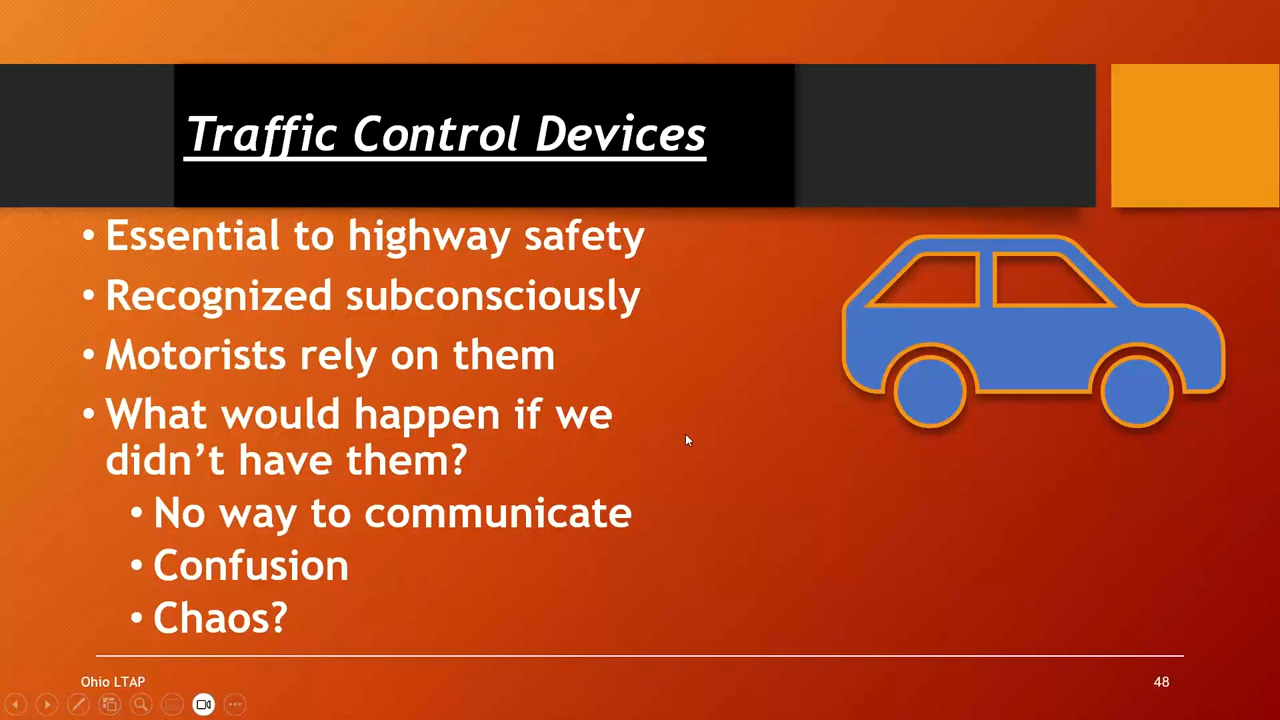 Traffic Control Devices
• Essential to highway safety
• Recognized subconsciously
• Motorists rely on them
• What would happen if we
didn’t have them?
• No way to communicate
• Confusion
• Chaos?
Ohio LTAP
48